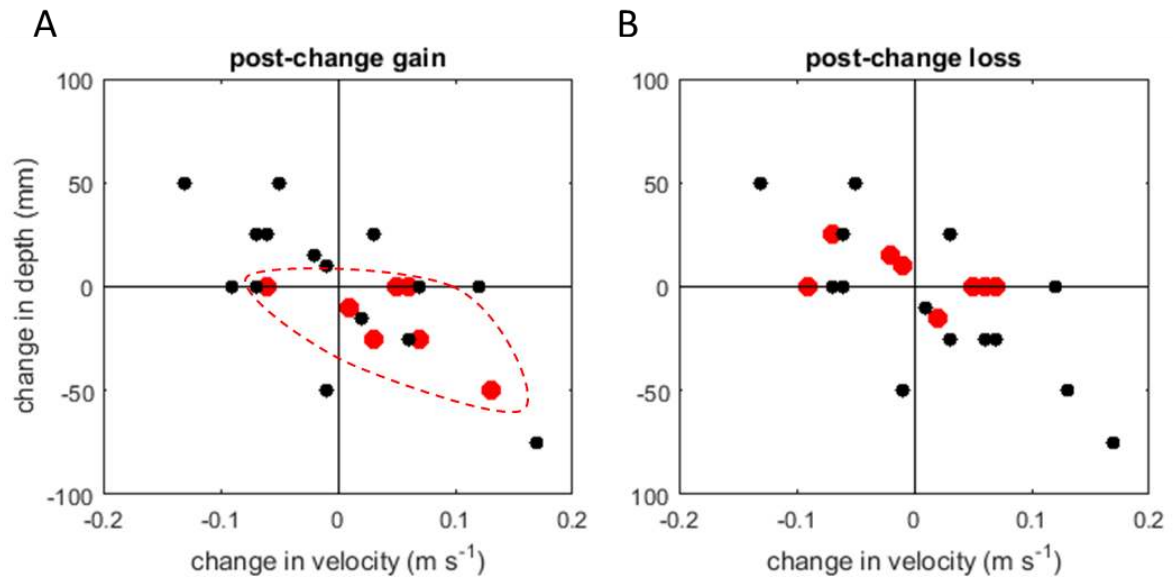 A
B
post-change gain
post-change loss
change in depth (mm)
100
50
0
-50
-100
-0.2
-0.1
0
0.1
0.2
change in velocity (m s-1)
100
50
0
-50
100
-0.2
-0.1
0
0.1
0.2
change in velocity (m s-1)